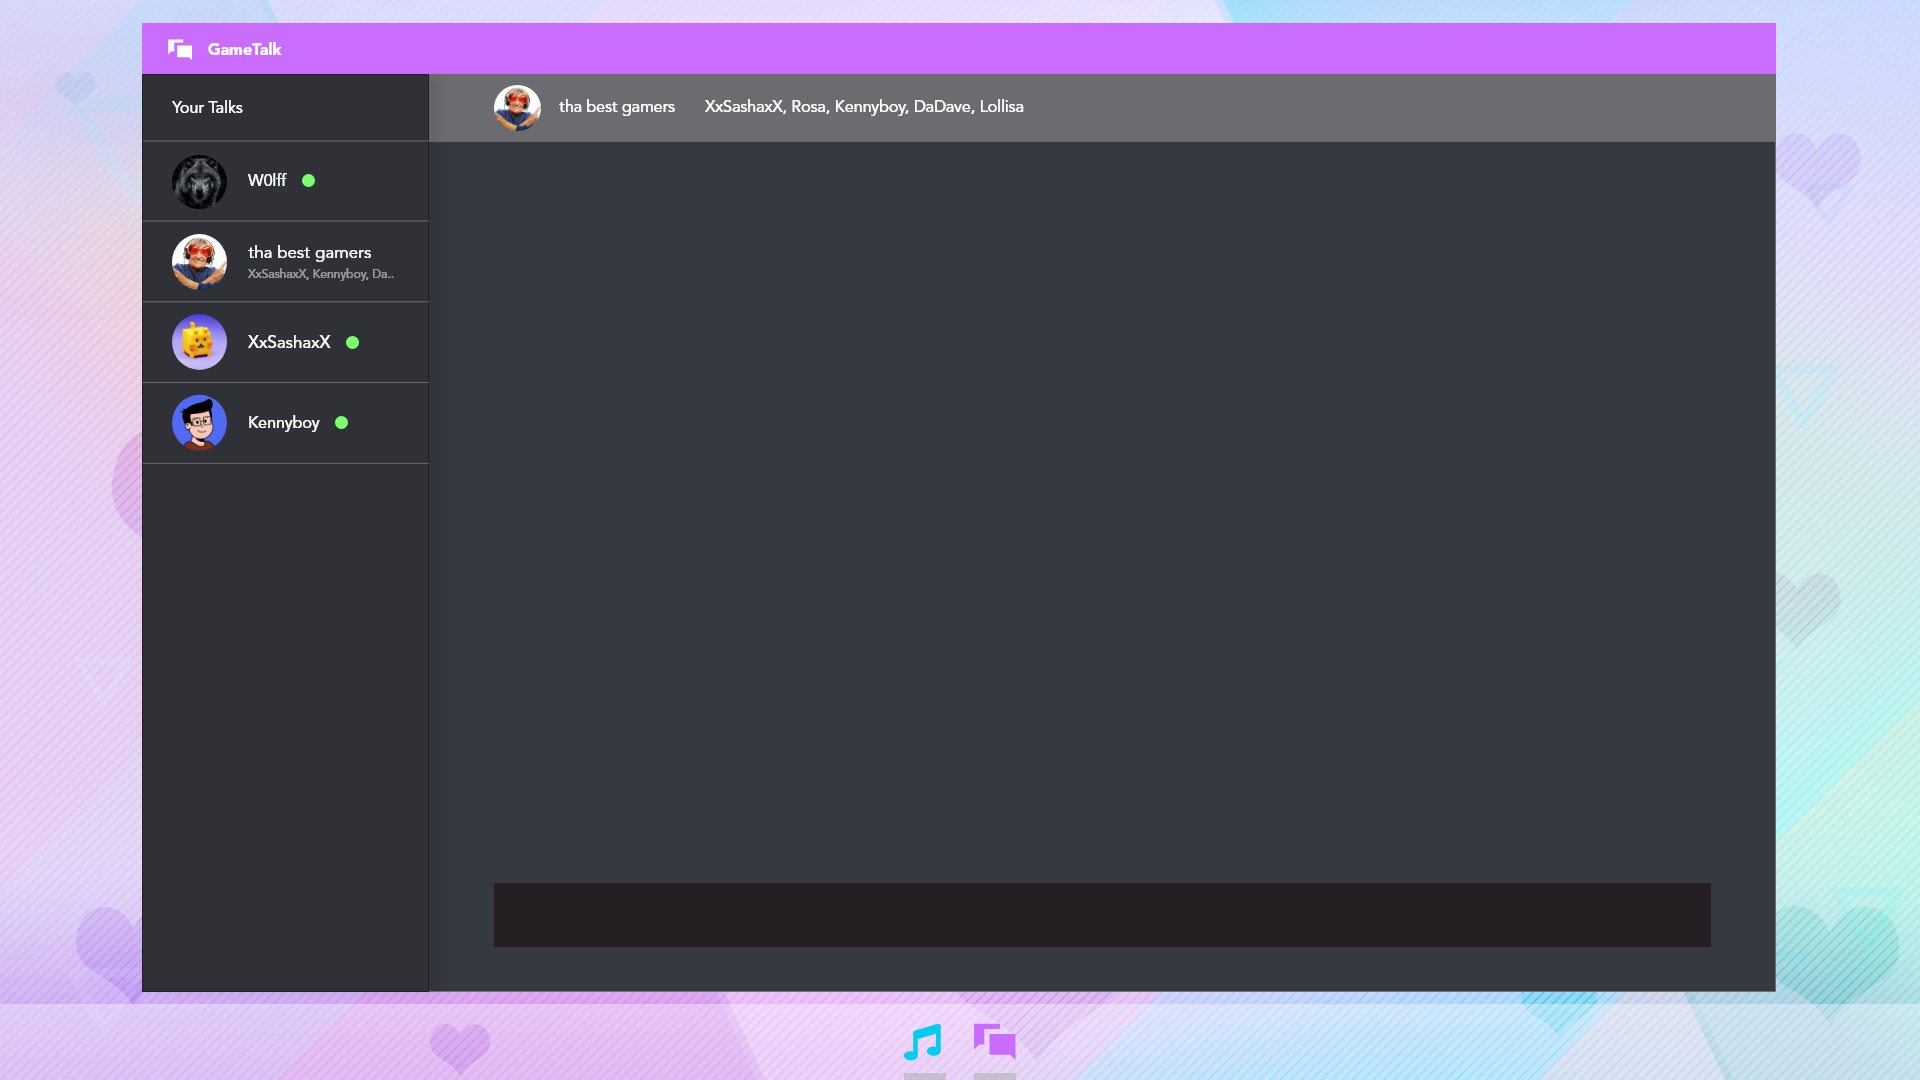 GameTalk
Your Talks
tha best gamers XxSashaxX, Rosa, Kennyboy, DaDave, Lollisa
W0lff
tha best gamers
XxSashaxX, Kennyboy, Da..
XxSashaxX
Kennyboy